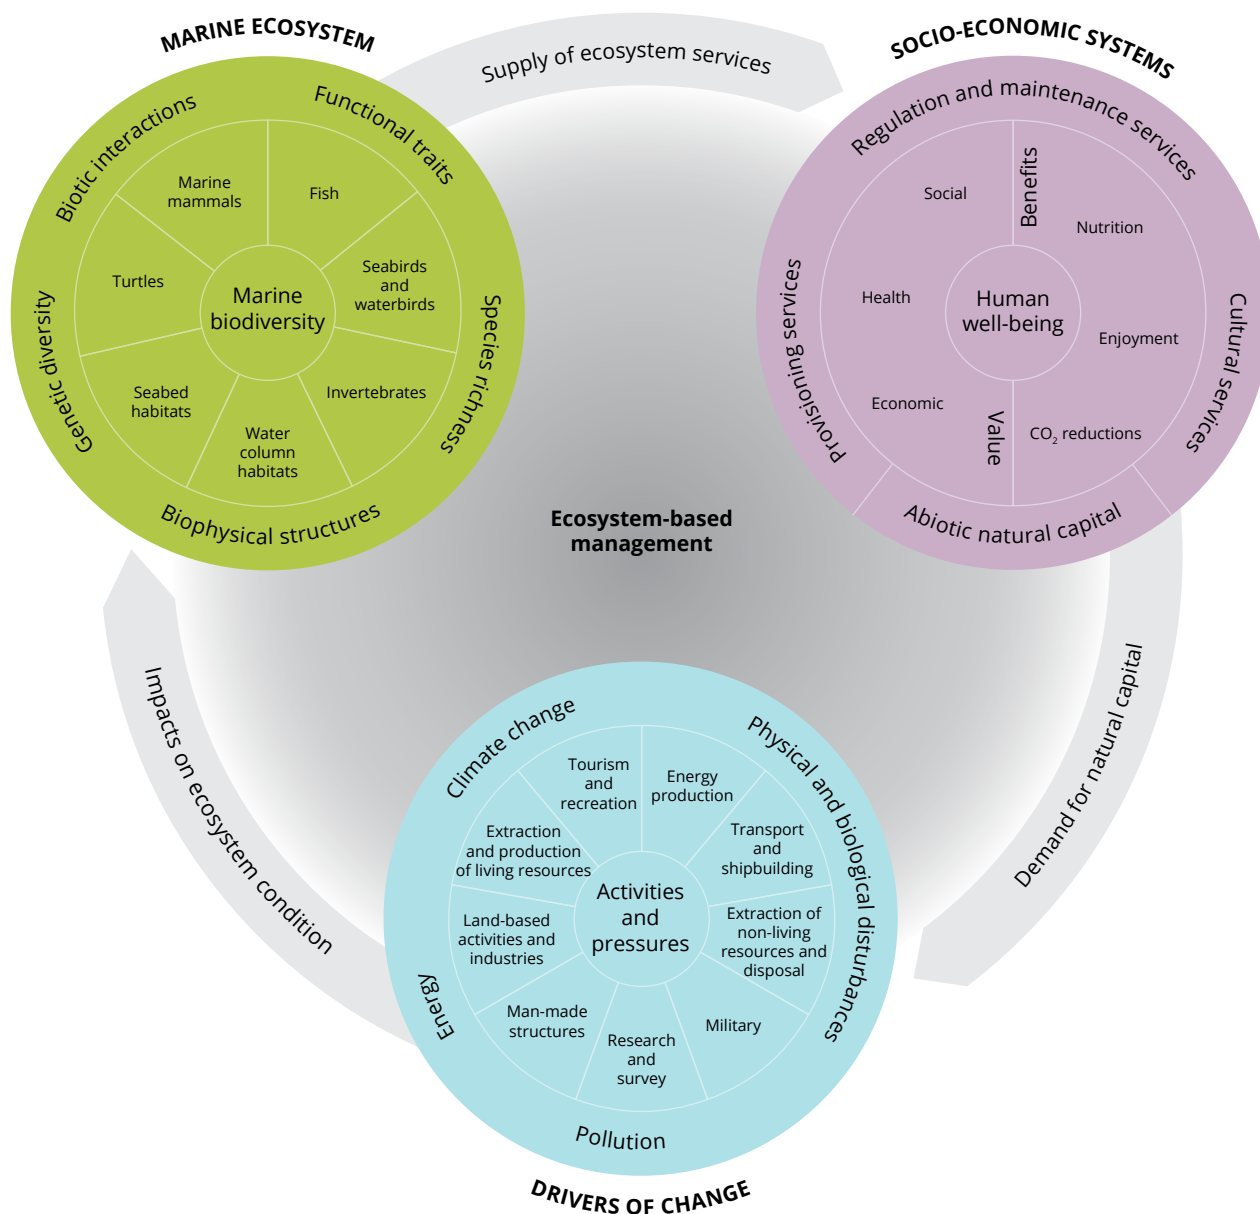 MARINE ECOSYSTEM
Biotic interactions
Functional traits
Species richness
Biophysical structures
Genetic diversity
Marine
mammals
Fish
Seabirds
and
waterbirds
Invertebrates
Water
column
habitats
Seabed
habitats
Turtles
Marine
biodiversity
Supply of ecosystem services
SOCIO-ECONOMIC SYSTEMS
Regulation and maintenance services
Cultural services
Abiotic natural capital
Provisioning services
Social
Benefits
Nutrition
Health
Enjoyment
Economic
Value
CO2 reductions
Human
well-being
Ecosystem-based
management
Demand for natural capital
Impacts on ecosystem condition
Climate change
Physical and biological disturbances
Energy
Pollution
Tourism
and
recreation
Energy
production
Transport
and
shipbuilding
Extraction of
non-living
resources and
disposal
Military
Research
and
survey
Man-made
structures
Land-based
activities and
industries
Extraction
and production
of living resources
Activities
and
pressures
DRIVERS OF CHANGE